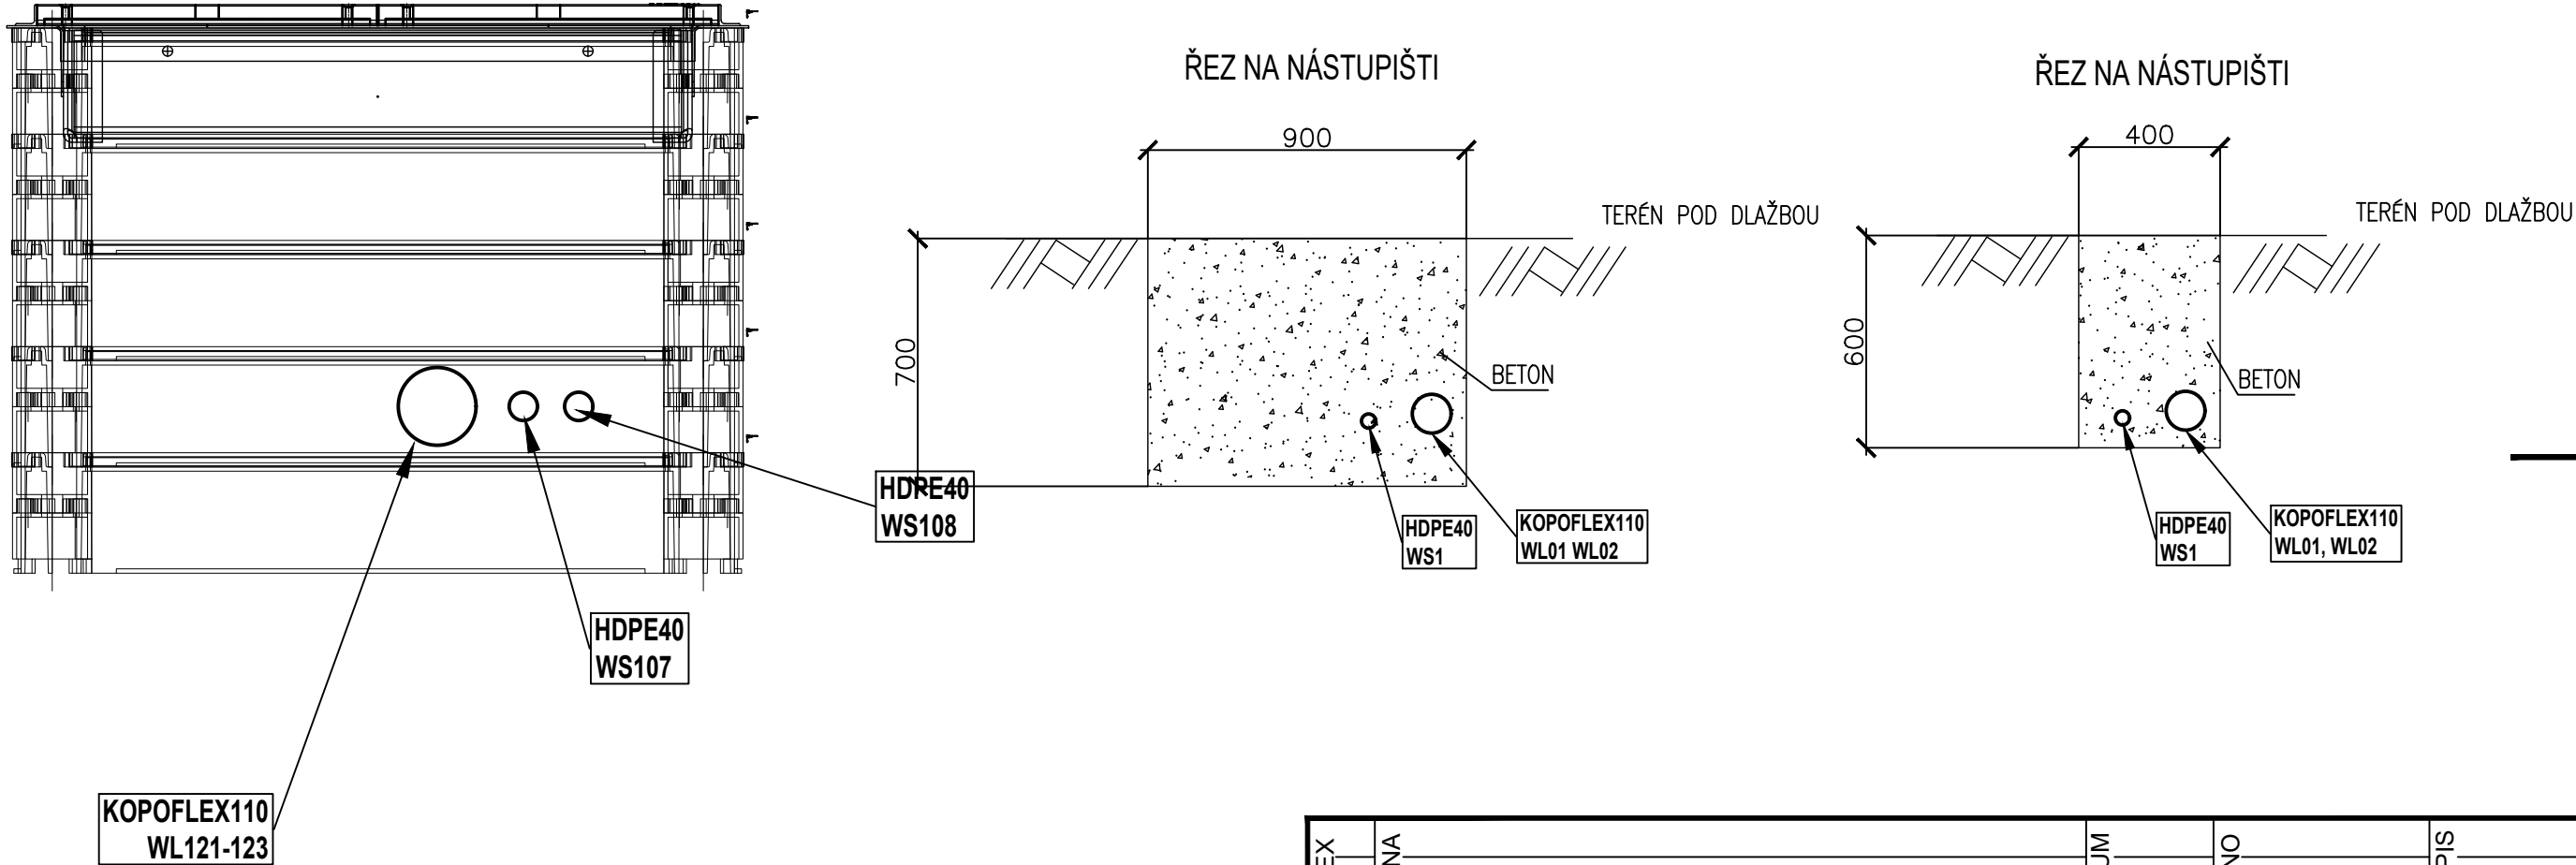 ŘEZ NA NÁSTUPIŠTI
900
TERÉN POD DLAŽBOU
700
BETON
HDPE40
WS1
KOPOFLEX110
WL01 WL02
ŘEZ NA NÁSTUPIŠTI
400
TERÉN POD DLAŽBOU
600
BETON
HDPE40
WS1
KOPOFLEX110
WL01, WL02
HDPE40
WS108
HDPE40
WS107
KOPOFLEX110
WL121-123